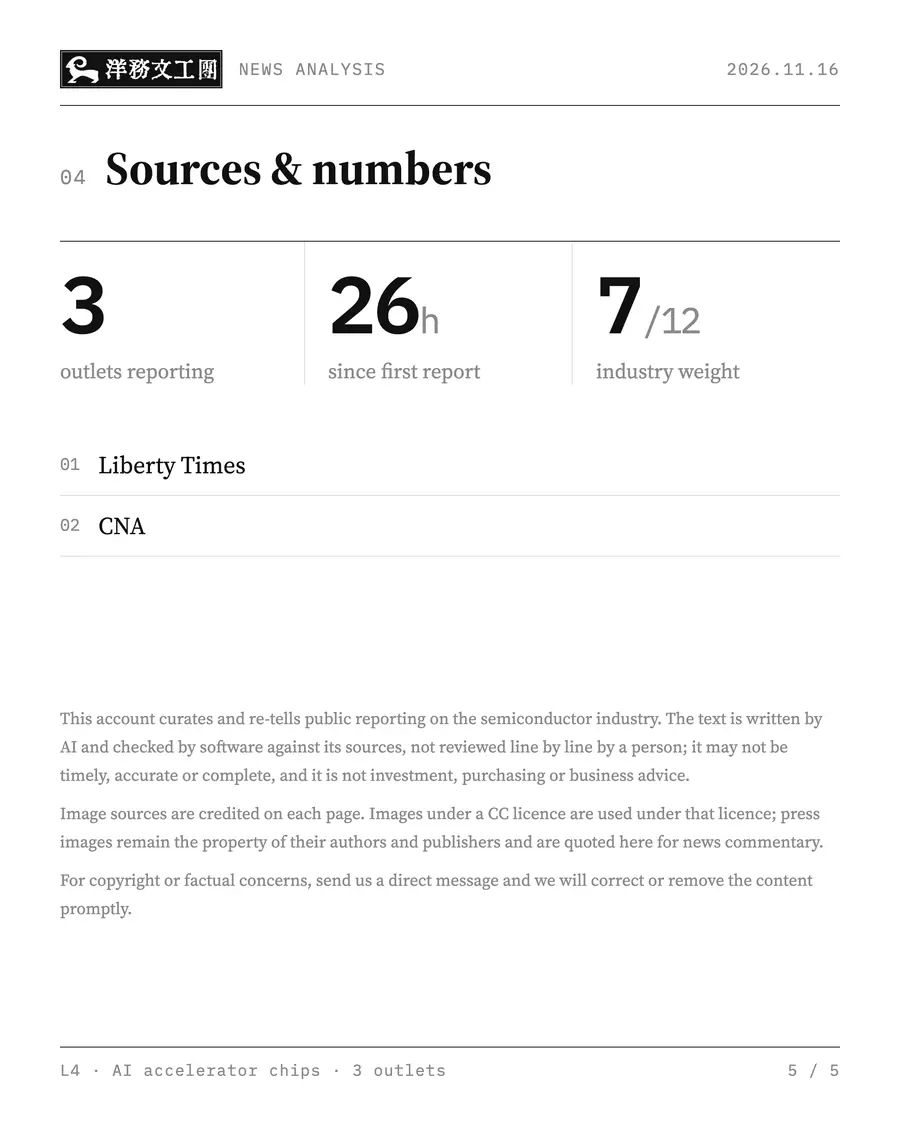 洋務文工團 NEWS ANALYSIS 2026.11.16
04 Sources & numbers
3 26h 7/12
outlets reporting since first report industry weight
01 Liberty Times
02 CNA
This account curates and re-tells public reporting on the semiconductor industry. The text is written by
AI and checked by software against its sources, not reviewed line by line by a person; it may not be
timely, accurate or complete, and it is not investment, purchasing or business advice.
Image sources are credited on each page. Images under a CC licence are used under that licence; press
images remain the property of their authors and publishers and are quoted here for news commentary.
For copyright or factual concerns, send us a direct message and we will correct or remove the content
promptly.
L4 · AI accelerator chips · 3 outlets 5 / 5